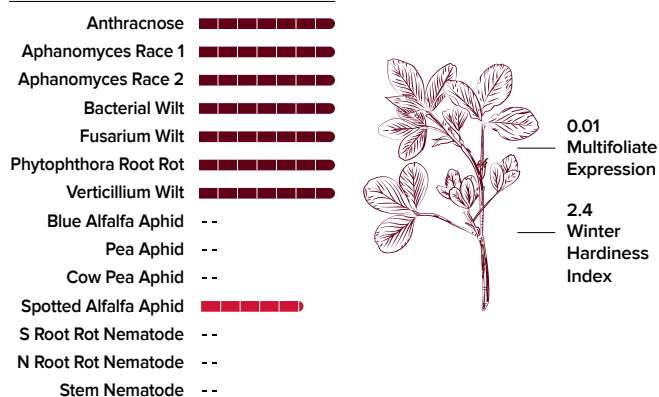 Anthracnose
Aphanomyces Race 1
Aphanomyces Race 2
Bacterial Wilt
Fusarium Wilt
Phytophthora Root Rot
Verticillium Wilt
Blue Alfalfa Aphid --
Pea Aphid --
Cow Pea Aphid --
Spotted Alfalfa Aphid
S Root Rot Nematode --
N Root Rot Nematode --
Stem Nematode --
0.01
Multifoliate
Expression
2.4
Winter
Hardiness
Index